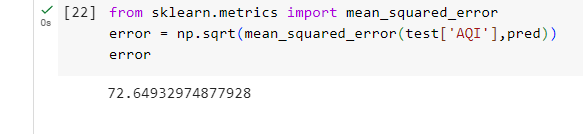 [22] from sklearn.metrics import mean_squared_error
0s
error = np.sqrt(mean_squared_error(test['AQI'],pred))
error
72.64932974877928